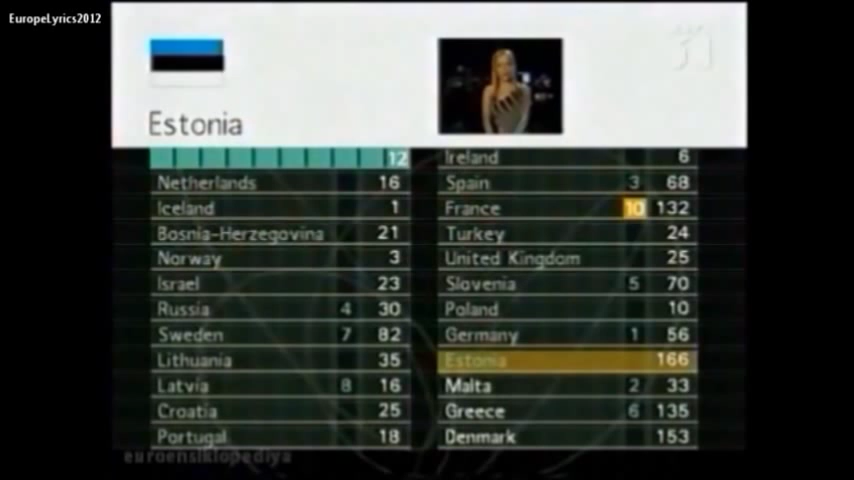 EuropeLyrics2012
Estonia
12
Netherlands 16
Iceland 1
Bosnia-Herzegovina 21
Norway 3
Israel 23
Russia 4 30
Sweden 7 82
Lithuania 35
Latvia 8 16
Croatia 25
Portugal 18
Ireland 6
Spain 3 68
France 10 132
Turkey 24
United Kingdom 25
Slovenia 5 70
Poland 10
Germany 1 56
Estonia 166
Malta 2 33
Greece 6 135
Denmark 153
euroensiklopediya